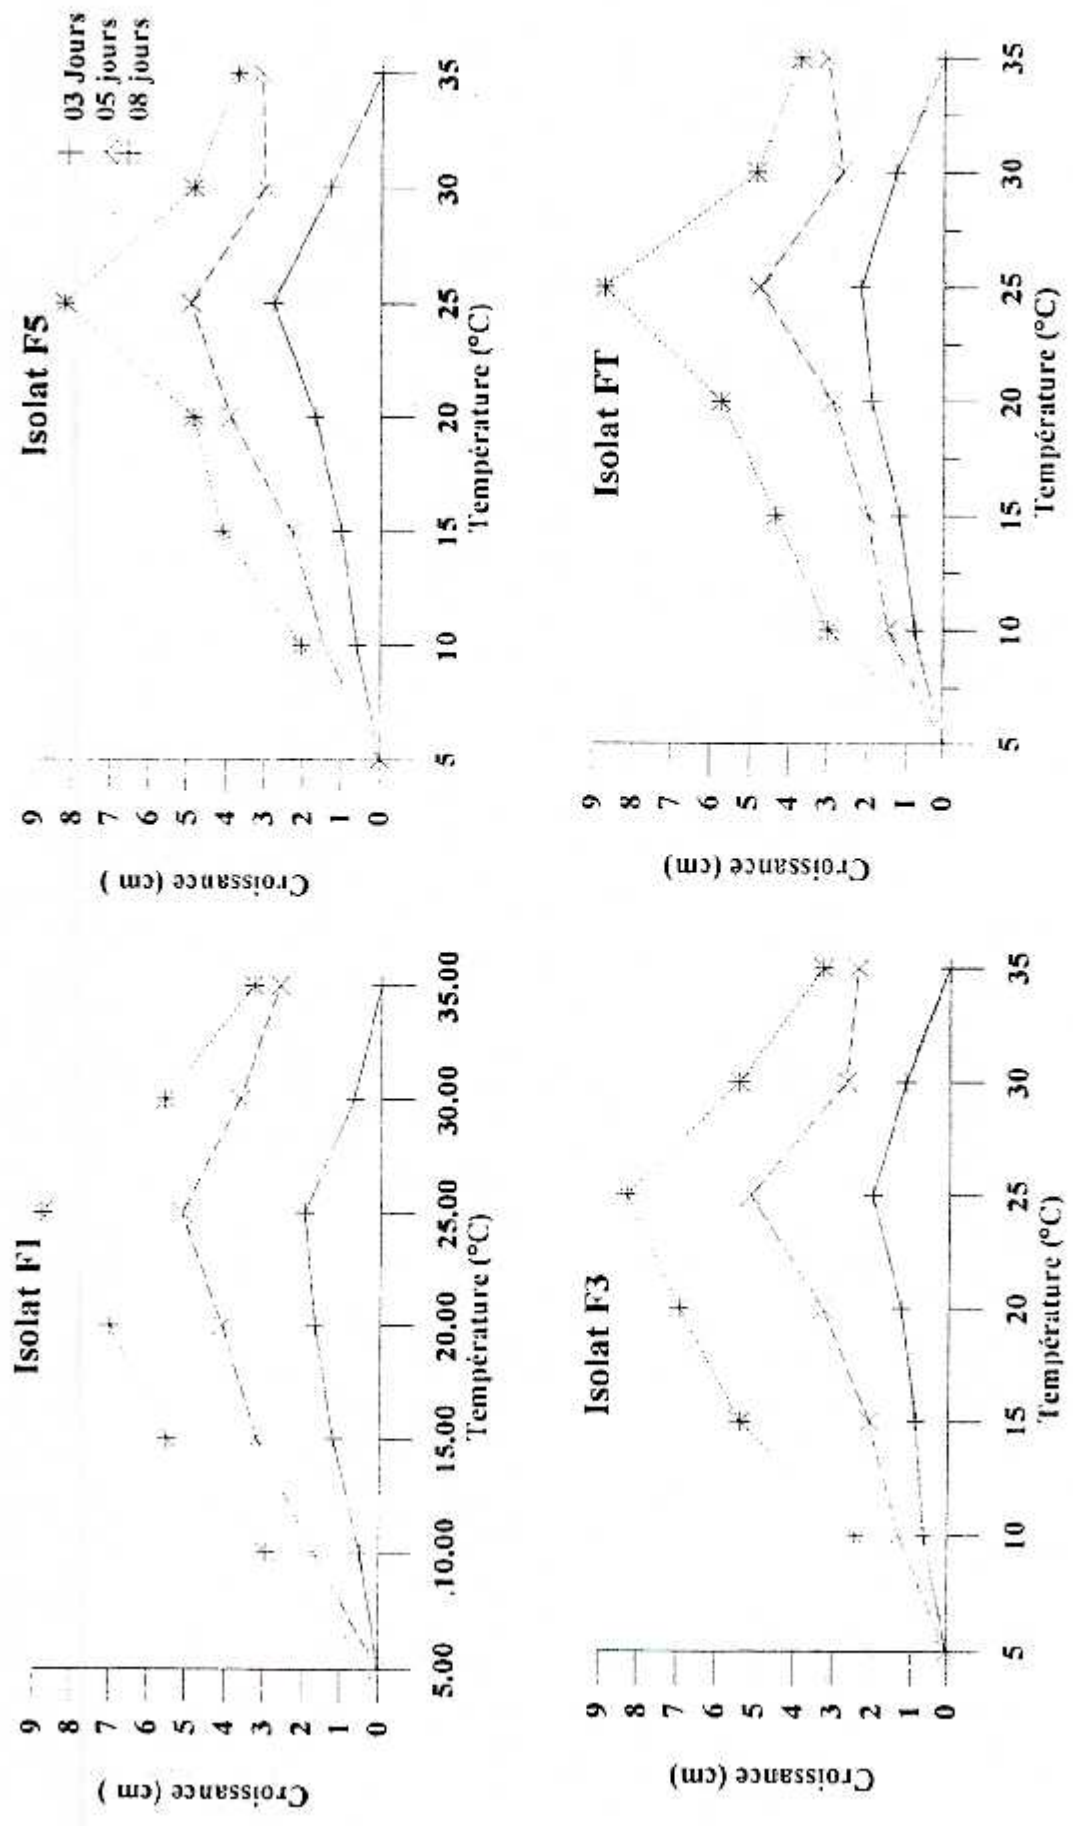 Isolat F1
9
8
7
6
5
4
3
2
1
0
Croissance (cm )
5.00 10.00 15.00 20.00 25.00 30.00 35.00
Température (°C)
Isolat F5
03 Jours
05 jours
08 jours
9
8
7
6
5
4
3
2
1
0
Croissance (cm )
5 10 15 20 25 30 35
Température (°C)
Isolat F3
9
8
7
6
5
4
3
2
1
0
Croissance (cm)
5 10 15 20 25 30 35
Température (°C)
Isolat FT
9
8
7
6
5
4
3
2
1
0
Croissance (cm)
5 10 15 20 25 30 35
Température (°C)